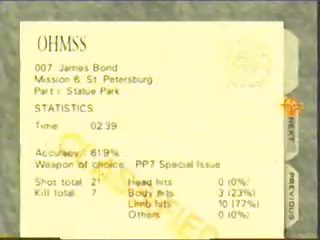 OHMSS
007: James Bond
Mission 6: St. Petersburg
Part i: Statue Park
STATISTICS:
Time: 02:39
Accuracy: 61.9%
Weapon of choice: PP7 Special Issue
Shot total: 21 Head hits: 0 (0%)
Kill total: 7 Body hits: 3 (23%)
Limb hits: 10 (77%)
Others: 0 (0%)
NEXT
PREVIOUS
CLASSIFIED